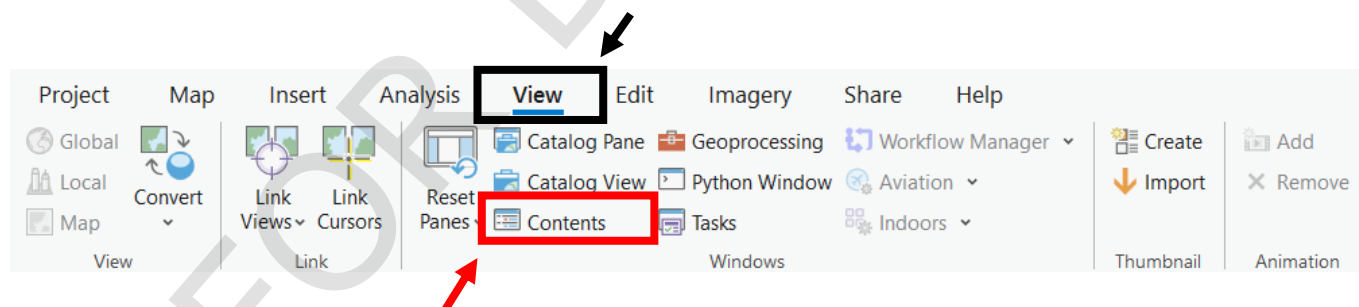 Project Map Insert Analysis View Edit Imagery Share Help
Global
Local
Map
Convert
View
Link Views
Link Cursors
Link
Reset Panes
Catalog Pane
Catalog View
Contents
Geoprocessing
Python Window
Tasks
Workflow Manager
Aviation
Indoors
Windows
Create
Import
Thumbnail
Add
Remove
Animation
FOR